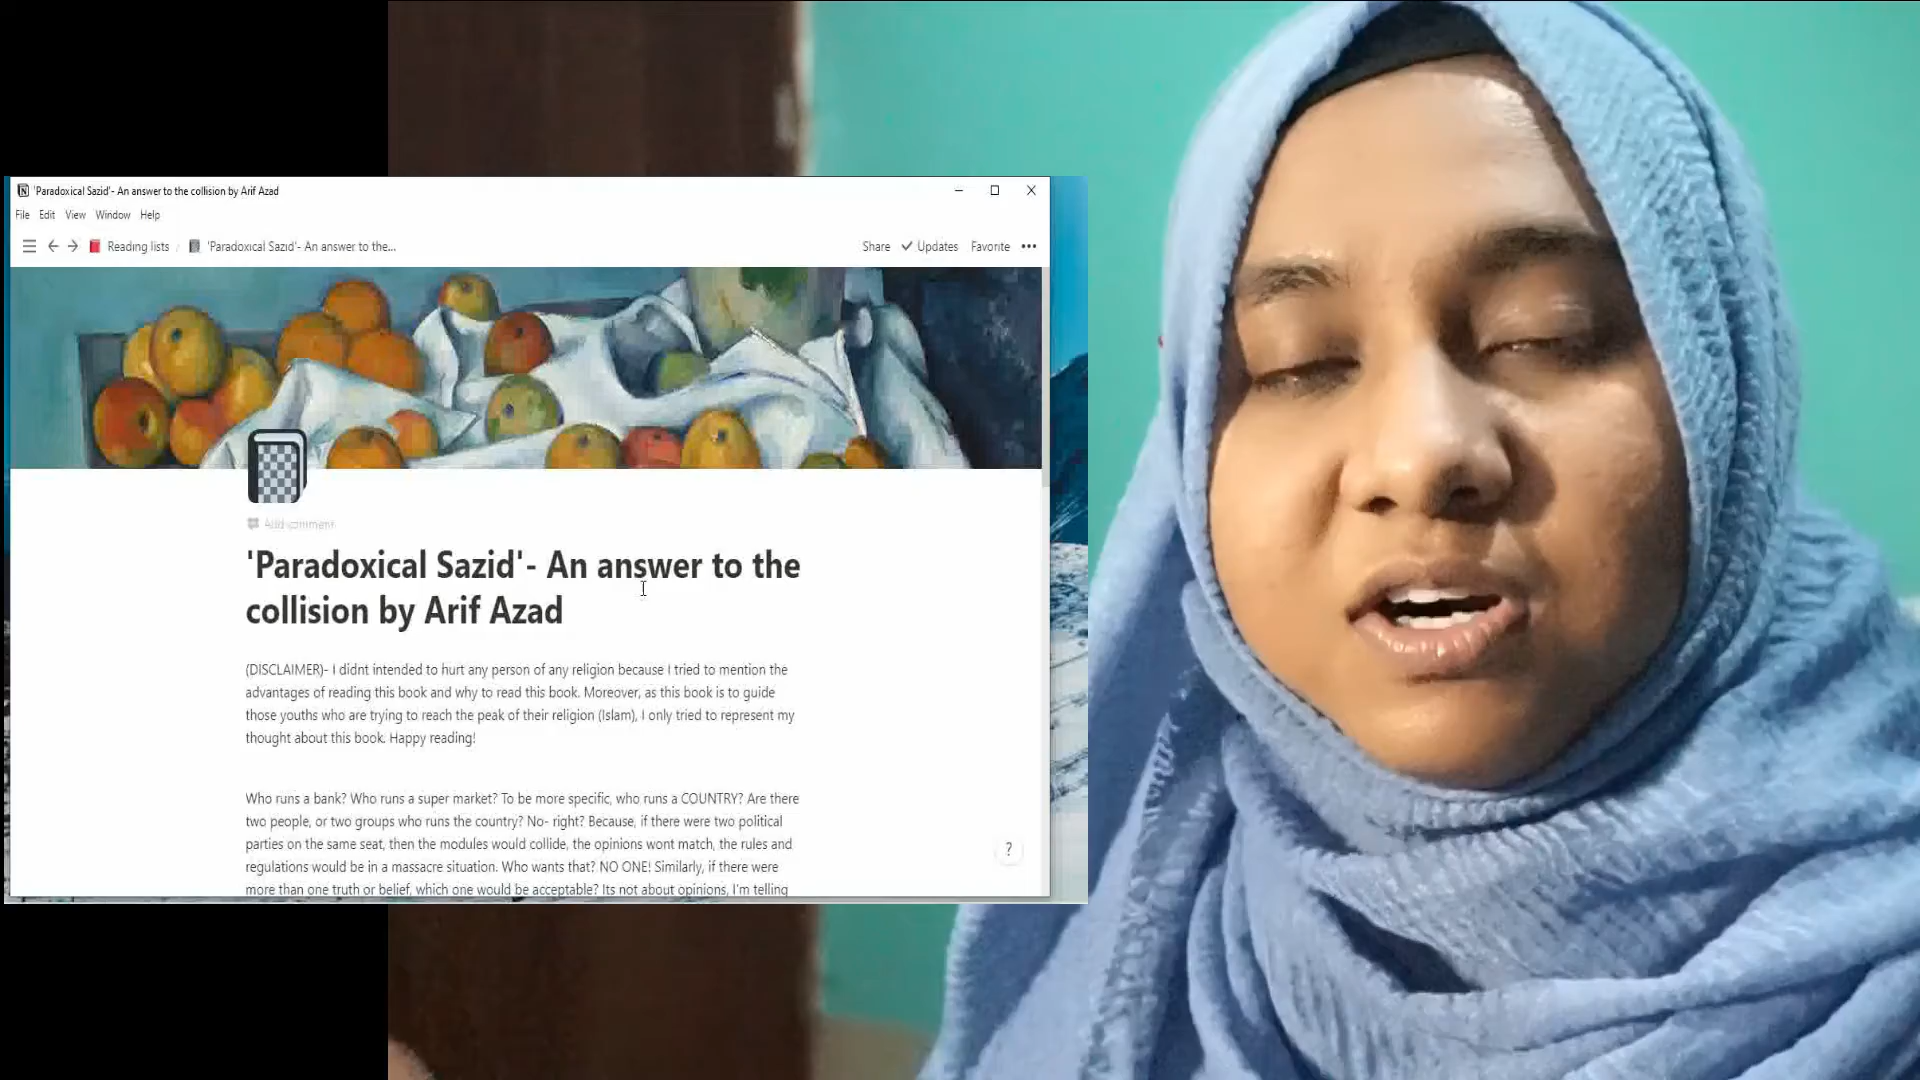 'Paradoxical Sazid'- An answer to the collision by Arif Azad
File Edit View Window Help
Reading lists / 'Paradoxical Sazid'- An answer to the... Share Updates Favorite
Add comment
'Paradoxical Sazid'- An answer to the
collision by Arif Azad
(DISCLAIMER)- I didnt intended to hurt any person of any religion because I tried to mention the
advantages of reading this book and why to read this book. Moreover, as this book is to guide
those youths who are trying to reach the peak of their religion (Islam), I only tried to represent my
thought about this book. Happy reading!
Who runs a bank? Who runs a super market? To be more specific, who runs a COUNTRY? Are there
two people, or two groups who runs the country? No- right? Because, if there were two political
parties on the same seat, then the modules would collide, the opinions wont match, the rules and
regulations would be in a massacre situation. Who wants that? NO ONE! Similarly, if there were
?
more than one truth or belief, which one would be acceptable? Its not about opinions, I'm telling